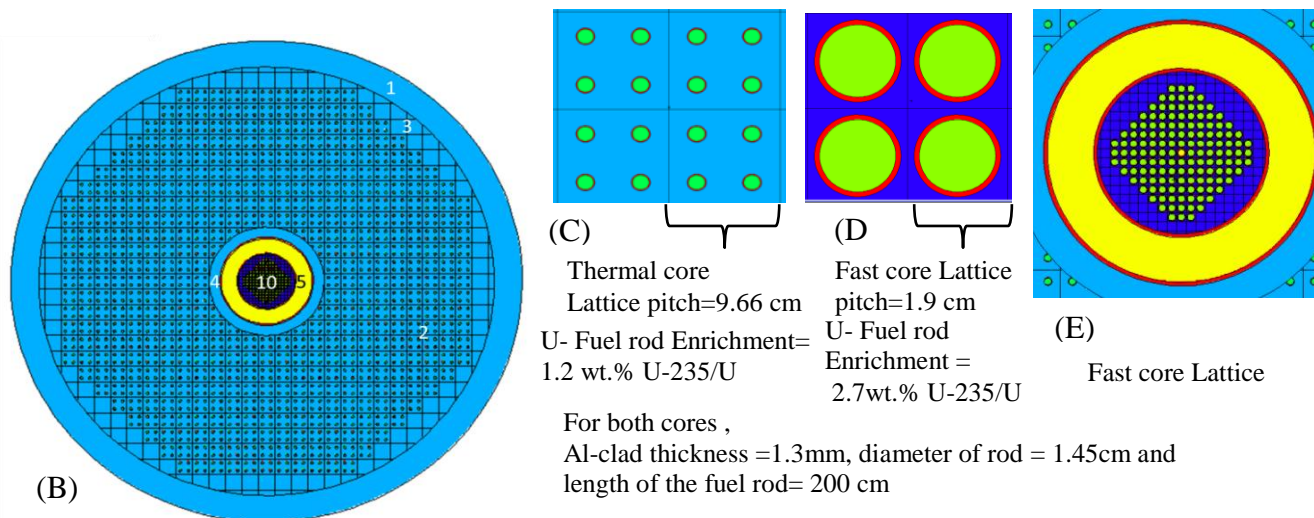 1
3
4
10
5
2
(B)
(C)
Thermal core
Lattice pitch=9.66 cm
U- Fuel rod Enrichment=
1.2 wt.% U-235/U
(D
Fast core Lattice
pitch=1.9 cm
U- Fuel rod
Enrichment =
2.7wt.% U-235/U
(E)
Fast core Lattice
For both cores ,
Al-clad thickness =1.3mm, diameter of rod = 1.45cm and
length of the fuel rod= 200 cm